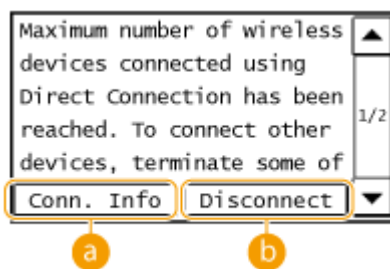 Maximum number of wireless
devices connected using
Direct Connection has been
reached. To connect other
devices, terminate some of
1/2
Conn. Info Disconnect
a b